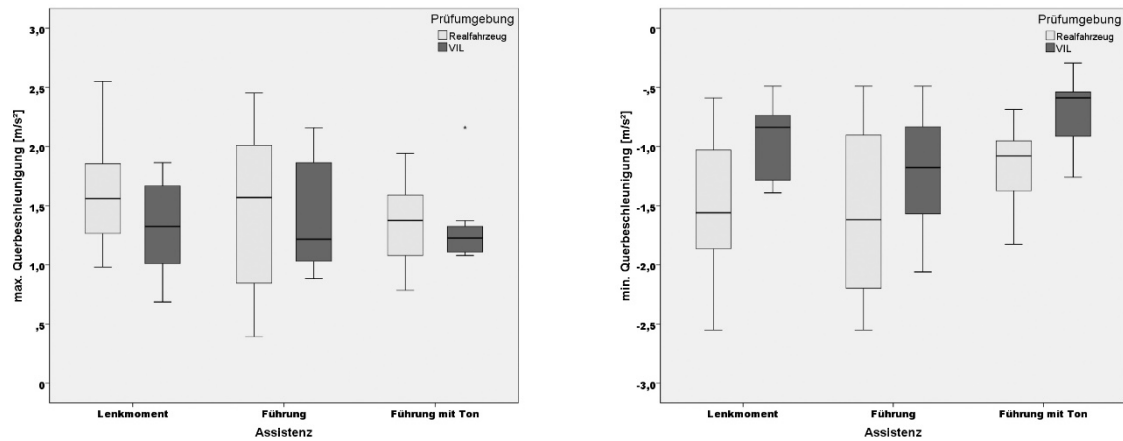 max. Querbeschleunigung [m/s²]
3,0
2,5
2,0
1,5
1,0
,5
0
Prüfumgebung
Realfahrzeug
VIL
*
Lenkmoment
Führung
Führung mit Ton
Assistenz
min. Querbeschleunigung [m/s²]
0
-,5
-1,0
-1,5
-2,0
-2,5
-3,0
Prüfumgebung
Realfahrzeug
VIL
Lenkmoment
Führung
Führung mit Ton
Assistenz